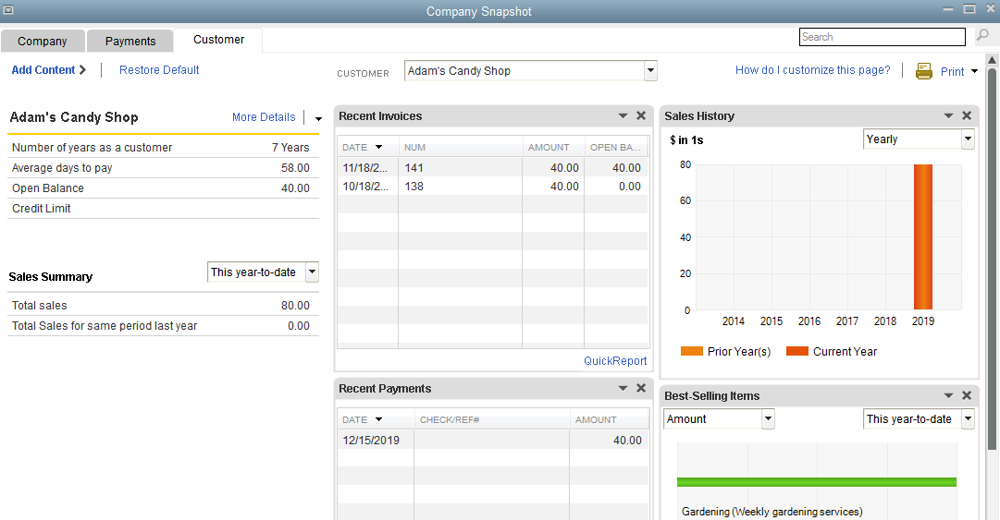 Company Snapshot
Company Payments Customer
Search
Add Content Restore Default
CUSTOMER Adam's Candy Shop
How do I customize this page? Print
Adam's Candy Shop More Details
Number of years as a customer 7 Years
Average days to pay 58.00
Open Balance 40.00
Credit Limit
Sales Summary This year-to-date
Total sales 80.00
Total Sales for same period last year 0.00
Recent Invoices
DATE NUM AMOUNT OPEN BA...
11/18/2... 141 40.00 40.00
10/18/2... 138 40.00 0.00
QuickReport
Recent Payments
DATE CHECK/REF# AMOUNT
12/15/2019 40.00
Sales History
$ in 1s Yearly
80
60
40
20
0
2014 2015 2016 2017 2018 2019
Prior Year(s) Current Year
Best-Selling Items
Amount This year-to-date
Gardening (Weekly gardening services)